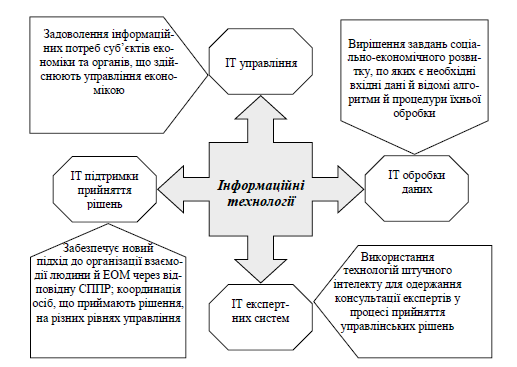 Задоволення інформацій-
них потреб суб’єктів еко-
номіки та органів, що здій-
снюють управління еконо-
мікою
ІТ управління
Вирішення завдань соціа-
льно-економічного розви-
тку, по яких є необхідні
вхідні дані й відомі алго-
ритми й процедури їхньої
обробки
ІТ підтримки
прийняття
рішень
Інформаційні
технології
ІТ обробки
даних
Забезпечує новий
підхід до організації взаємо-
дії людини й ЕОМ через від-
повідну СППР; координація
осіб, що приймають рішення,
на різних рівнях управління
ІТ експерт-
них систем
Використання
технологій штучного
інтелекту для одержання
консультації експертів у
процесі прийняття
управлінських рішень